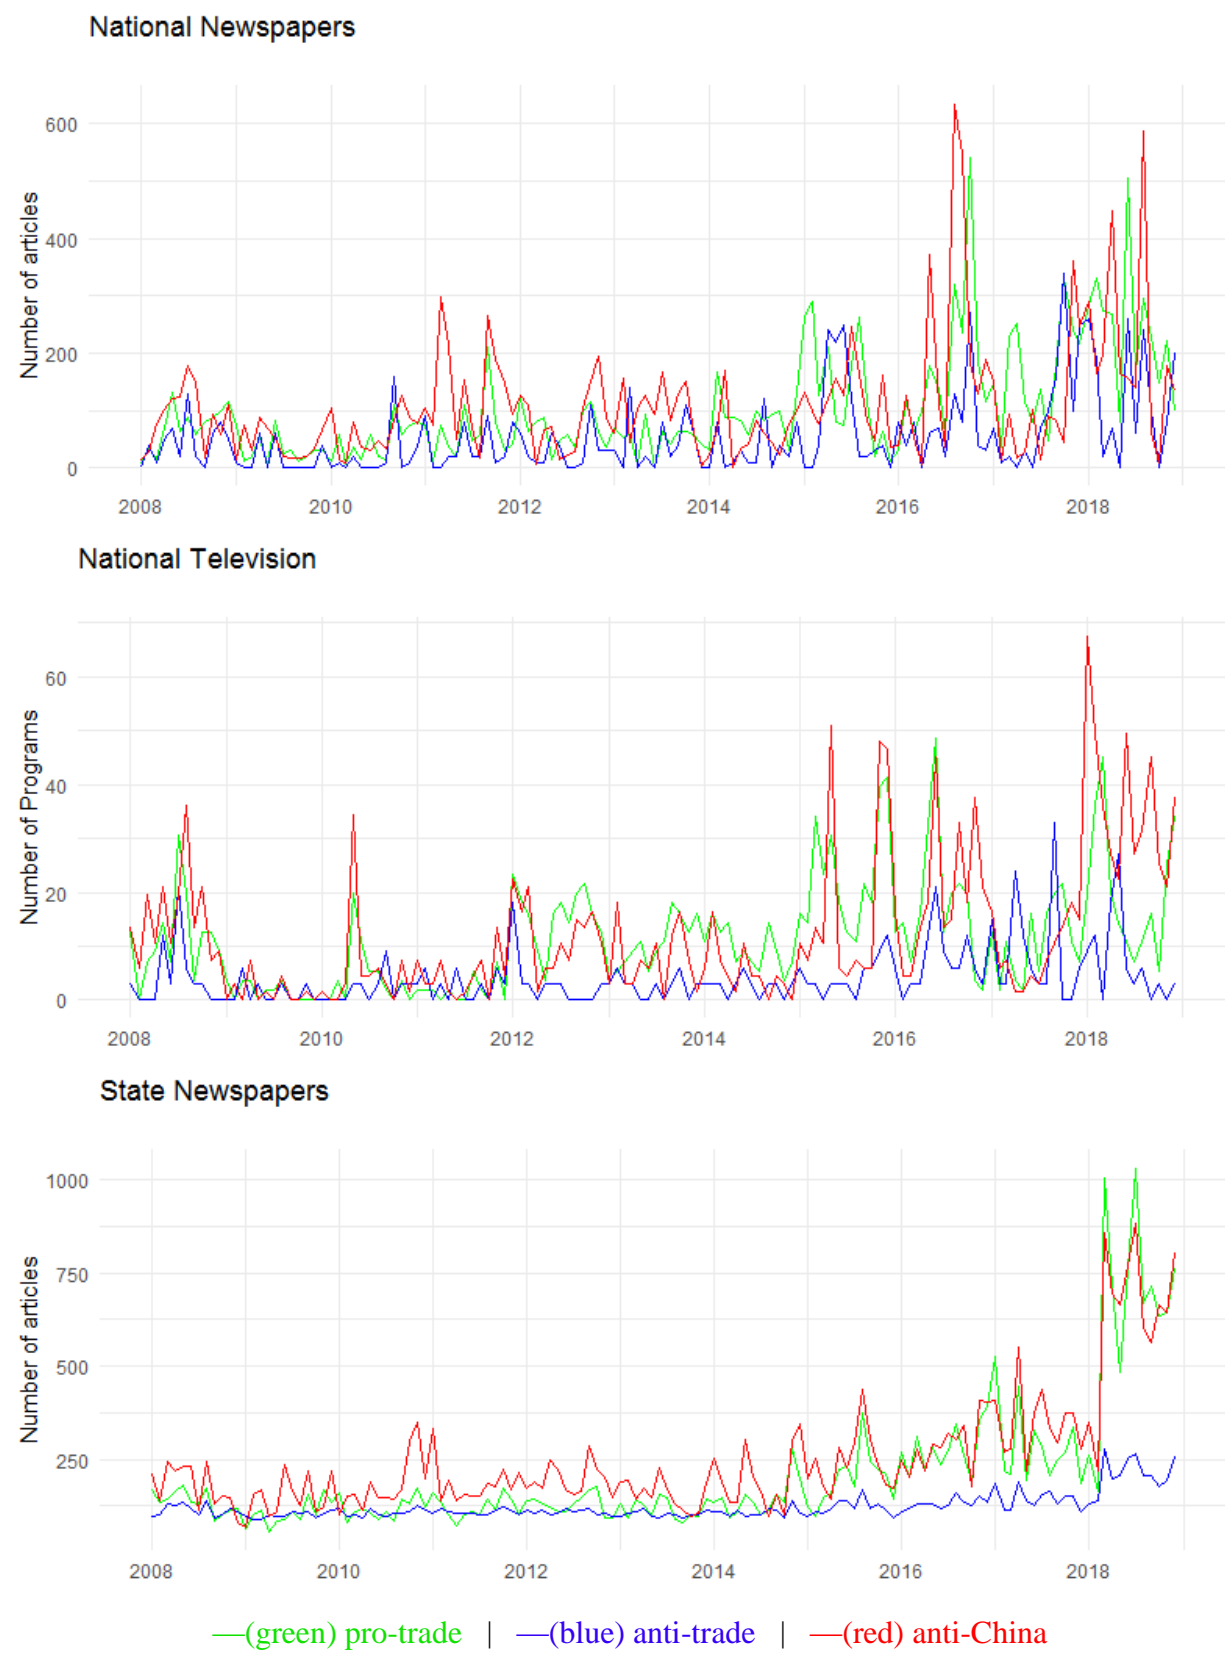 National Newspapers
Number of articles
600
400
200
0
2008 2010 2012 2014 2016 2018
National Television
Number of Programs
60
40
20
0
2008 2010 2012 2014 2016 2018
State Newspapers
Number of articles
1000
750
500
250
2008 2010 2012 2014 2016 2018
—(green) pro-trade | —(blue) anti-trade | —(red) anti-China